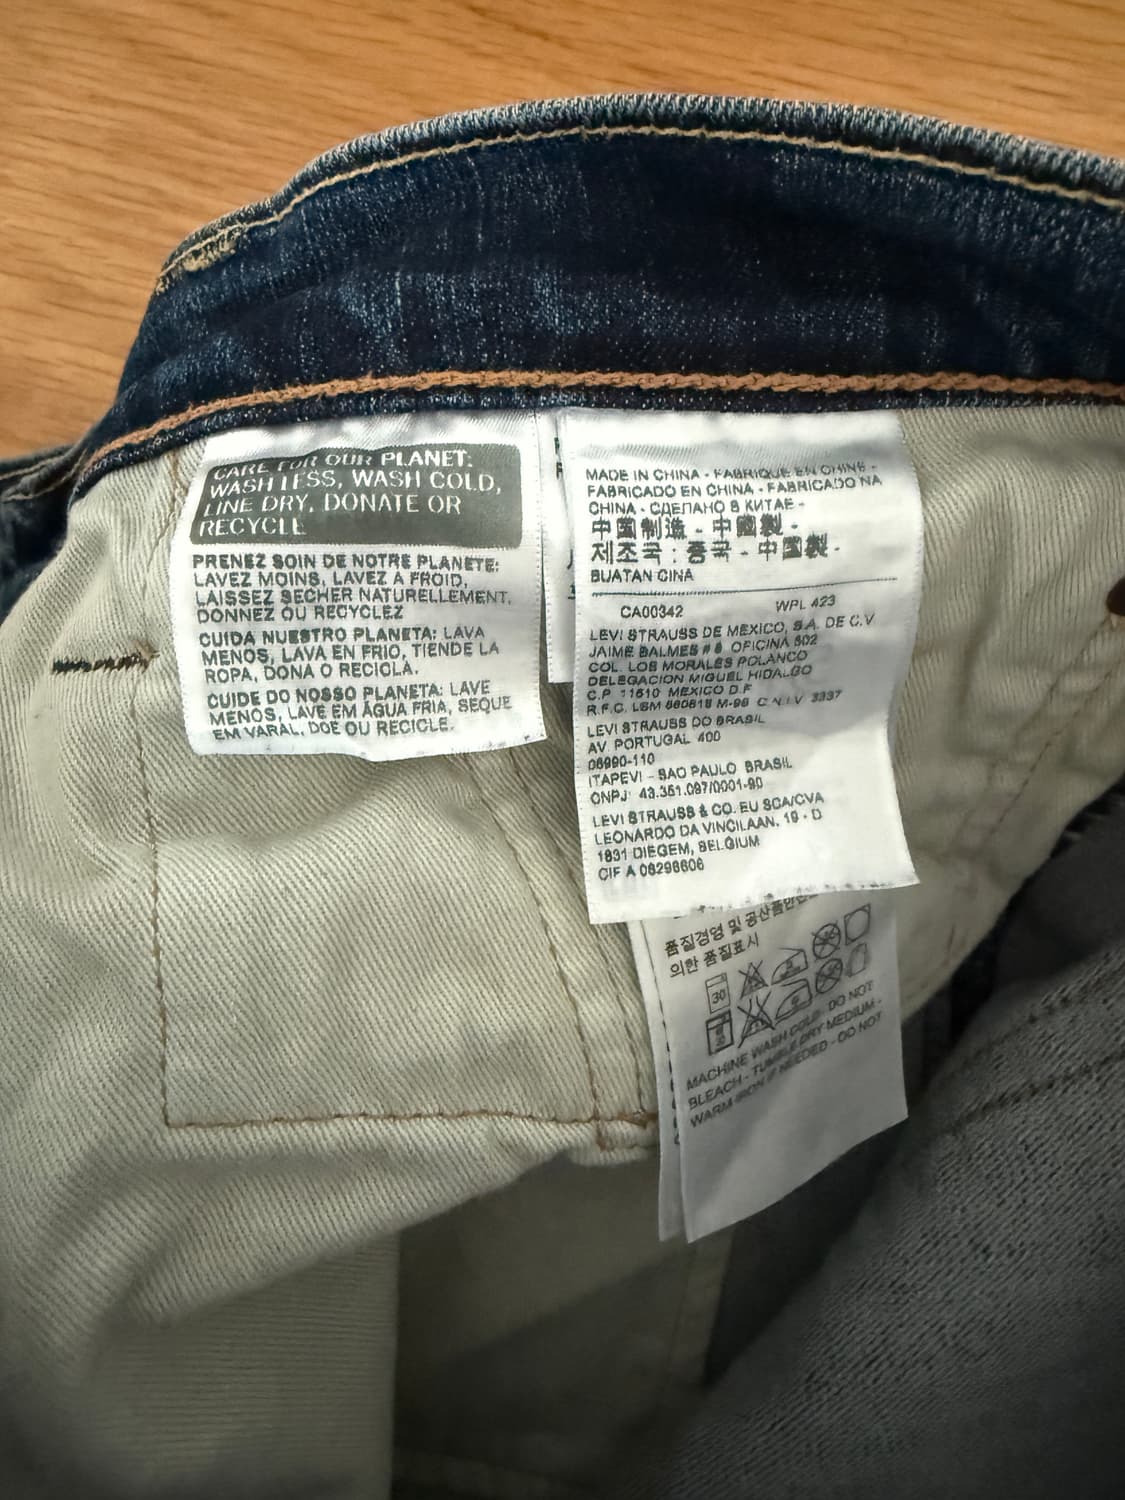 CARE FOR OUR PLANET:
WASH LESS, WASH COLD,
LINE DRY, DONATE OR
RECYCLE
PRENEZ SOIN DE NOTRE PLANETE:
LAVEZ MOINS, LAVEZ A FROID,
LAISSEZ SECHER NATURELLEMENT,
DONNEZ OU RECYCLEZ
CUIDA NUESTRO PLANETA: LAVA
MENOS, LAVA EN FRIO, TIENDE LA
ROPA, DONA O RECICLA.
CUIDE DO NOSSO PLANETA: LAVE
MENOS, LAVE EM ÁGUA FRIA, SEQUE
EM VARAL, DOE OU RECICLE.
MADE IN CHINA - FABRIQUE EN CHINE -
FABRICADO EN CHINA - FABRICADO NA
CHINA - СДЕЛАНО В КИТАЕ -
中国制造 - 中國製 -
제조국 : 중국 - 中國製 -
BUATAN CINA
CA00342 WPL 423
LEVI STRAUSS DE MEXICO, S.A. DE C.V
JAIME BALMES # 8 OFICINA 602
COL. LOS MORALES POLANCO
DELEGACION MIGUEL HIDALGO
C.P 11510 MEXICO D.F
R.F.C. LSM 860618 M-98 C.N.I.V 3337
LEVI STRAUSS DO BRASIL
AV. PORTUGAL 400
06690-110
ITAPEVI - SAO PAULO BRASIL
CNPJ: 43.351.097/0001-90
LEVI STRAUSS & CO. EU SCA/CVA
LEONARDO DA VINCILAAN, 19 - D
1831 DIEGEM, BELGIUM
CIF A 08298606
품질경영 및 공산품안전
의한 품질표시
30
MACHINE WASH COLD - DO NOT
BLEACH - TUMBLE DRY MEDIUM -
WARM IRON IF NEEDED - DO NOT